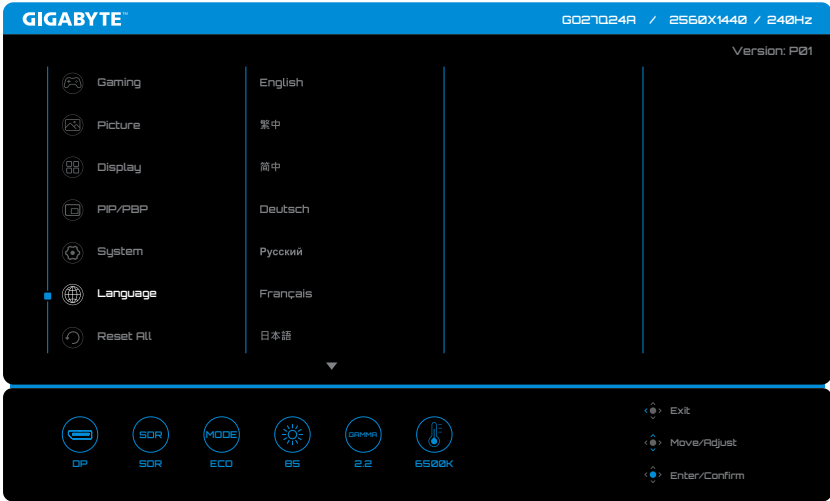 GIGABYTE™
GO27Q24A / 2560X1440 / 240Hz
Version: P01
Gaming
English
Picture
繁中
Display
简中
PIP/PBP
Deutsch
System
Русский
Language
Français
Reset All
日本語
Exit
Move/Adjust
Enter/Confirm
SDR
MODE
GAMMA
DP
SDR
ECO
85
2.2
6500K